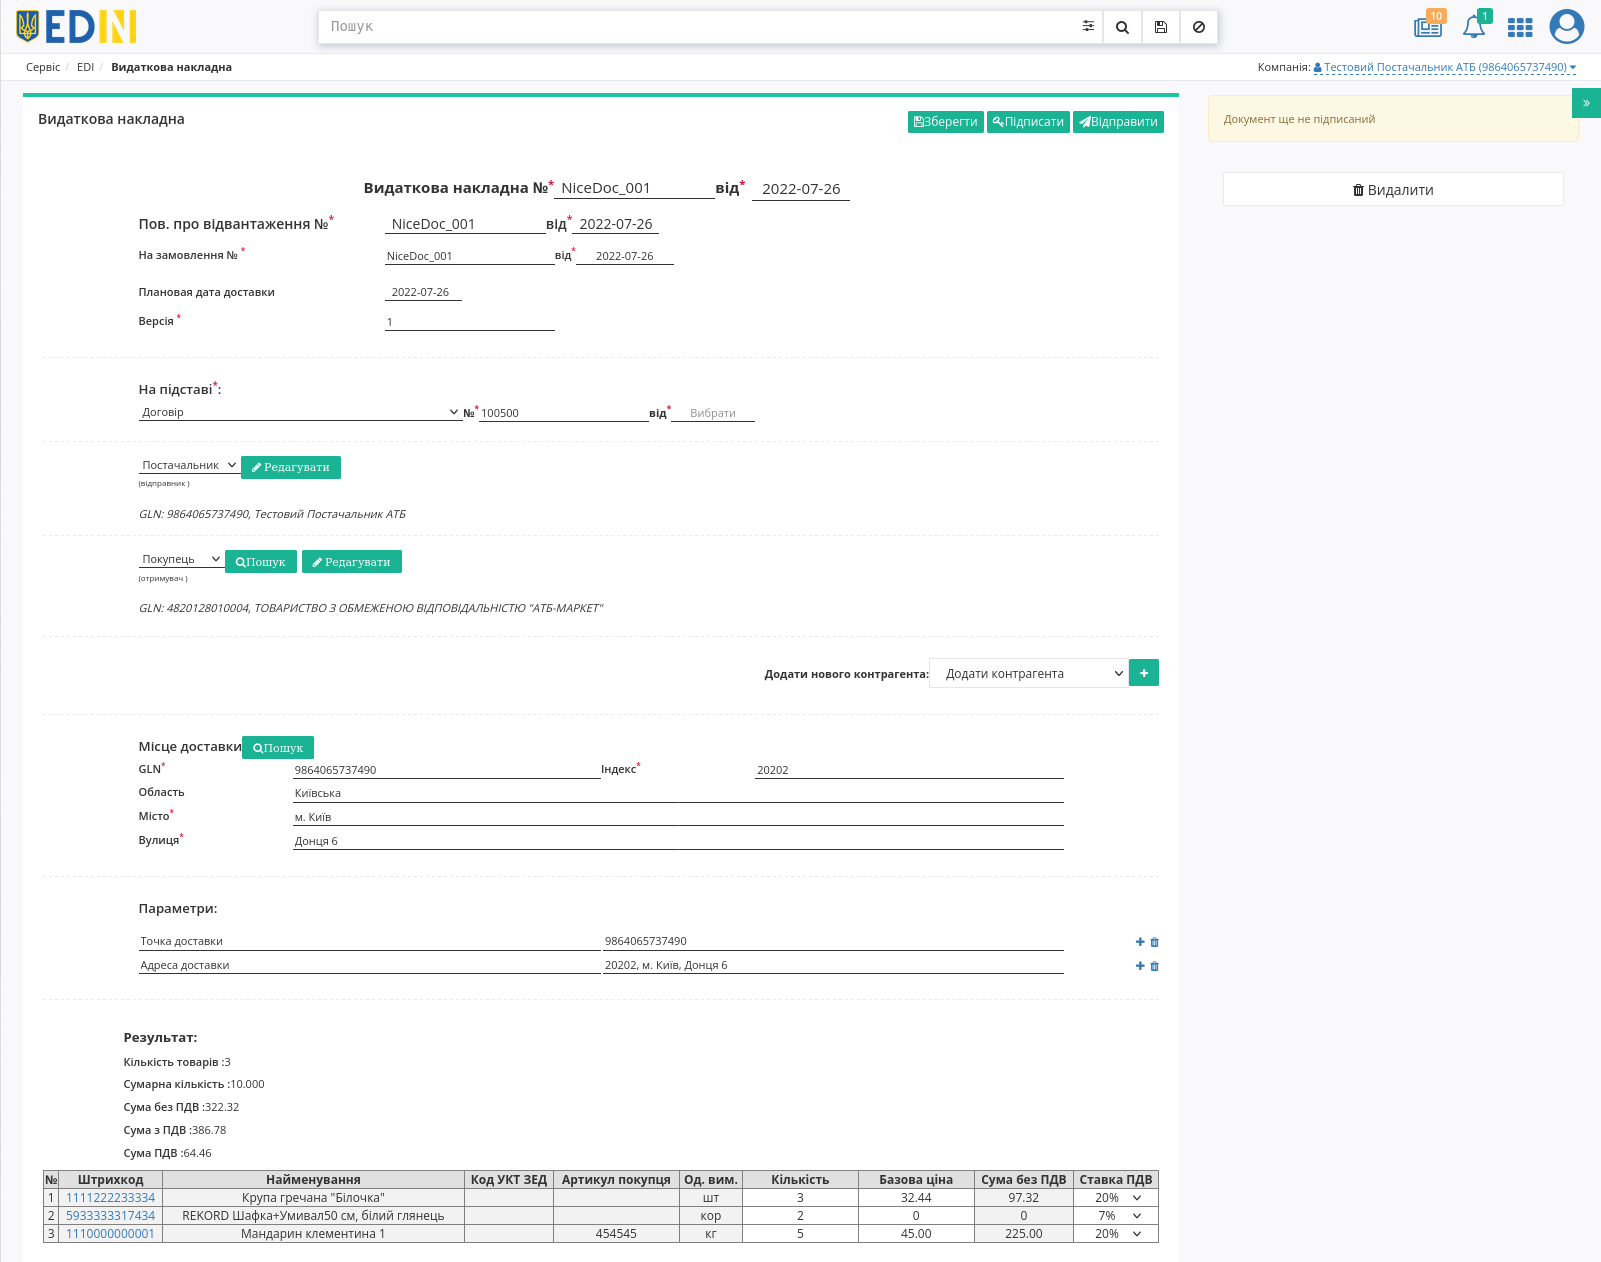 EDIN
Пошук
10
1
Сервіс / EDI / Видаткова накладна
Компанія: Тестовий Постачальник АТБ (9864065737490)
Видаткова накладна
Зберегти Підписати Відправити
»
Документ ще не підписаний
Видалити
Видаткова накладна №* NiceDoc_001 від* 2022-07-26
Пов. про відвантаження №* NiceDoc_001 від* 2022-07-26
На замовлення № * NiceDoc_001 від* 2022-07-26
Плановая дата доставки 2022-07-26
Версія * 1
На підставі*:
Договір №* 100500 від* Вибрати
Постачальник Редагувати
(відправник )
GLN: 9864065737490, Тестовий Постачальник АТБ
Покупець Пошук Редагувати
(отримувач )
GLN: 4820128010004, ТОВАРИСТВО З ОБМЕЖЕНОЮ ВІДПОВІДАЛЬНІСТЮ "АТБ-МАРКЕТ"
Додати нового контрагента: Додати контрагента +
Місце доставки Пошук
GLN* 9864065737490 Індекс* 20202
Область Київська
Місто* м. Київ
Вулиця* Донця 6
Параметри:
Точка доставки 9864065737490
Адреса доставки 20202, м. Київ, Донця 6
Результат:
Кількість товарів :3
Сумарна кількість :10.000
Сума без ПДВ :322.32
Сума з ПДВ :386.78
Сума ПДВ :64.46
№ Штрихкод Найменування Код УКТ ЗЕД Артикул покупця Од. вим. Кількість Базова ціна Сума без ПДВ Ставка ПДВ
1 1111222233334 Крупа гречана "Білочка" шт 3 32.44 97.32 20%
2 5933333317434 REKORD Шафка+Умивал50 см, білий глянець кор 2 0 0 7%
3 1110000000001 Мандарин клементина 1 454545 кг 5 45.00 225.00 20%